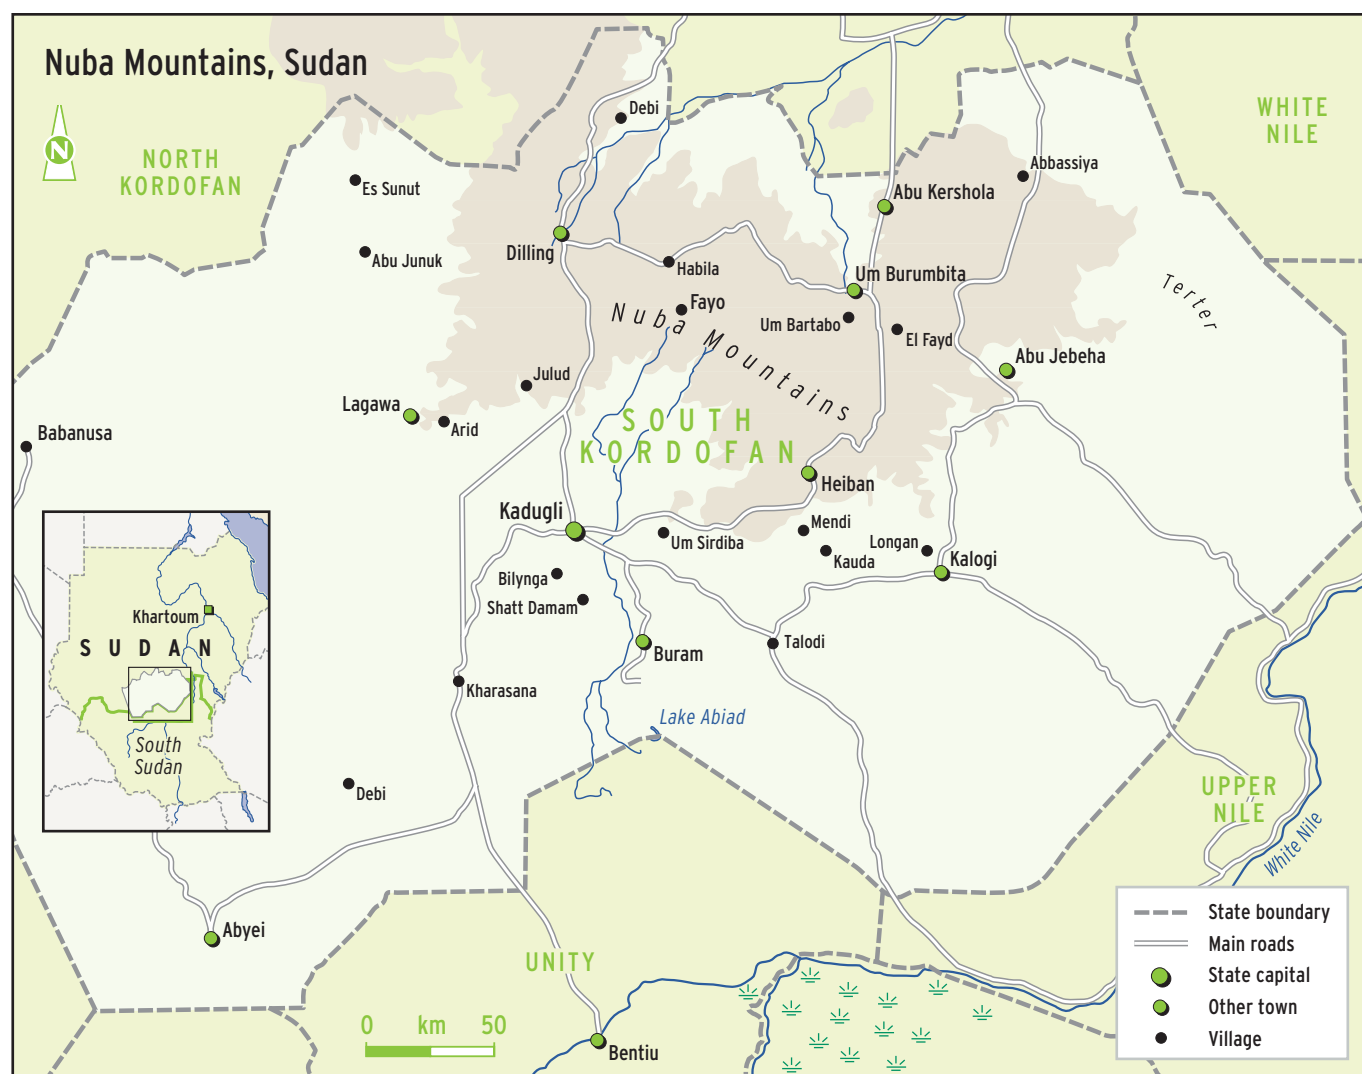 Nuba Mountains, Sudan
N
NORTH
KORDOFAN
WHITE
NILE
Debi
Es Sunut
Abbassiya
Abu Kershola
Abu Junuk
Dilling
Habila
Um Burumbita
Terter
Fayo
Um Bartabo
El Fayd
Nuba Mountains
Abu Jebeha
Julud
Lagawa
Arid
SOUTH
KORDOFAN
Babanusa
Heiban
Kadugli
Mendi
Um Sirdiba
Longan
Kauda
Kalogi
Bilynga
Shatt Damam
Khartoum
SUDAN
Buram
Talodi
Kharasana
Lake Abiad
South
Sudan
Debi
UPPER
NILE
White Nile
Abyei
UNITY
Bentiu
0 km 50
State boundary
Main roads
State capital
Other town
Village